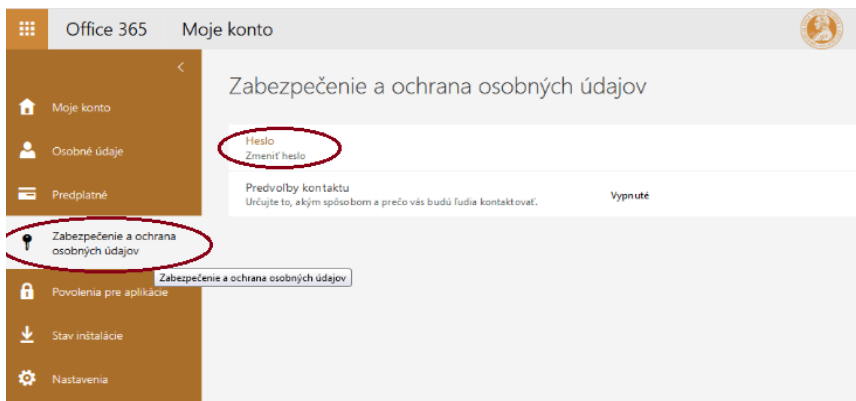 Office 365
Moje konto
Moje konto
Osobné údaje
Predplatné
Zabezpečenie a ochrana
osobných údajov
Zabezpečenie a ochrana osobných údajov
Povolenia pre aplikácie
Stav inštalácie
Nastavenia
Zabezpečenie a ochrana osobných údajov
Heslo
Zmeniť heslo
Predvoľby kontaktu
Určujte to, akým spôsobom a prečo vás budú ľudia kontaktovať.
Vypnuté